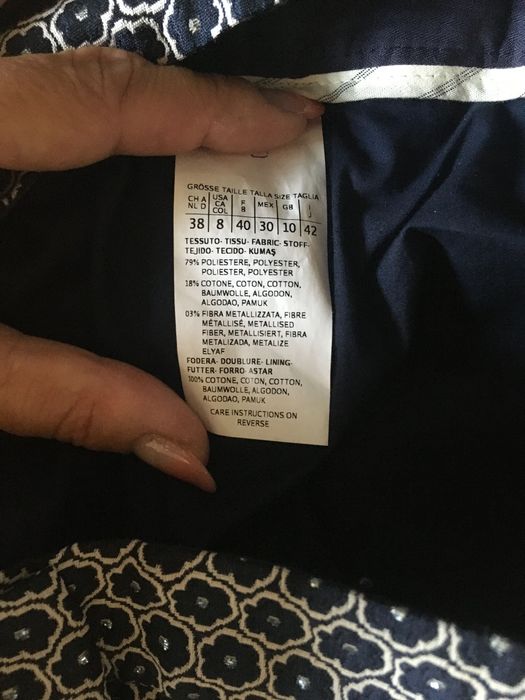 GRÖSSE TAILLE TALLA SIZE TAGLIA
CH A NL D USA CA COL F B MEX GB I
38 8 40 30 10 42
TESSUTO- TISSU- FABRIC- STOFF-
TEJIDO- TECIDO- KUMAŞ
79% POLIESTERE, POLYESTER,
POLIESTER, POLYESTER
18% COTONE, COTON, COTTON,
BAUMWOLLE, ALGODON,
ALGODAO, PAMUK
03% FIBRA METALLIZZATA, FIBRE
MÉTALLISÉ, METALLISED
FIBER, METALLISIERT, FIBRA
METALIZADA, METALIZE
ELYAF
FODERA- DOUBLURE- LINING-
FUTTER- FORRO- ASTAR
100% COTONE, COTON, COTTON,
BAUMWOLLE, ALGODON,
ALGODAO, PAMUK
CARE INSTRUCTIONS ON
REVERSE